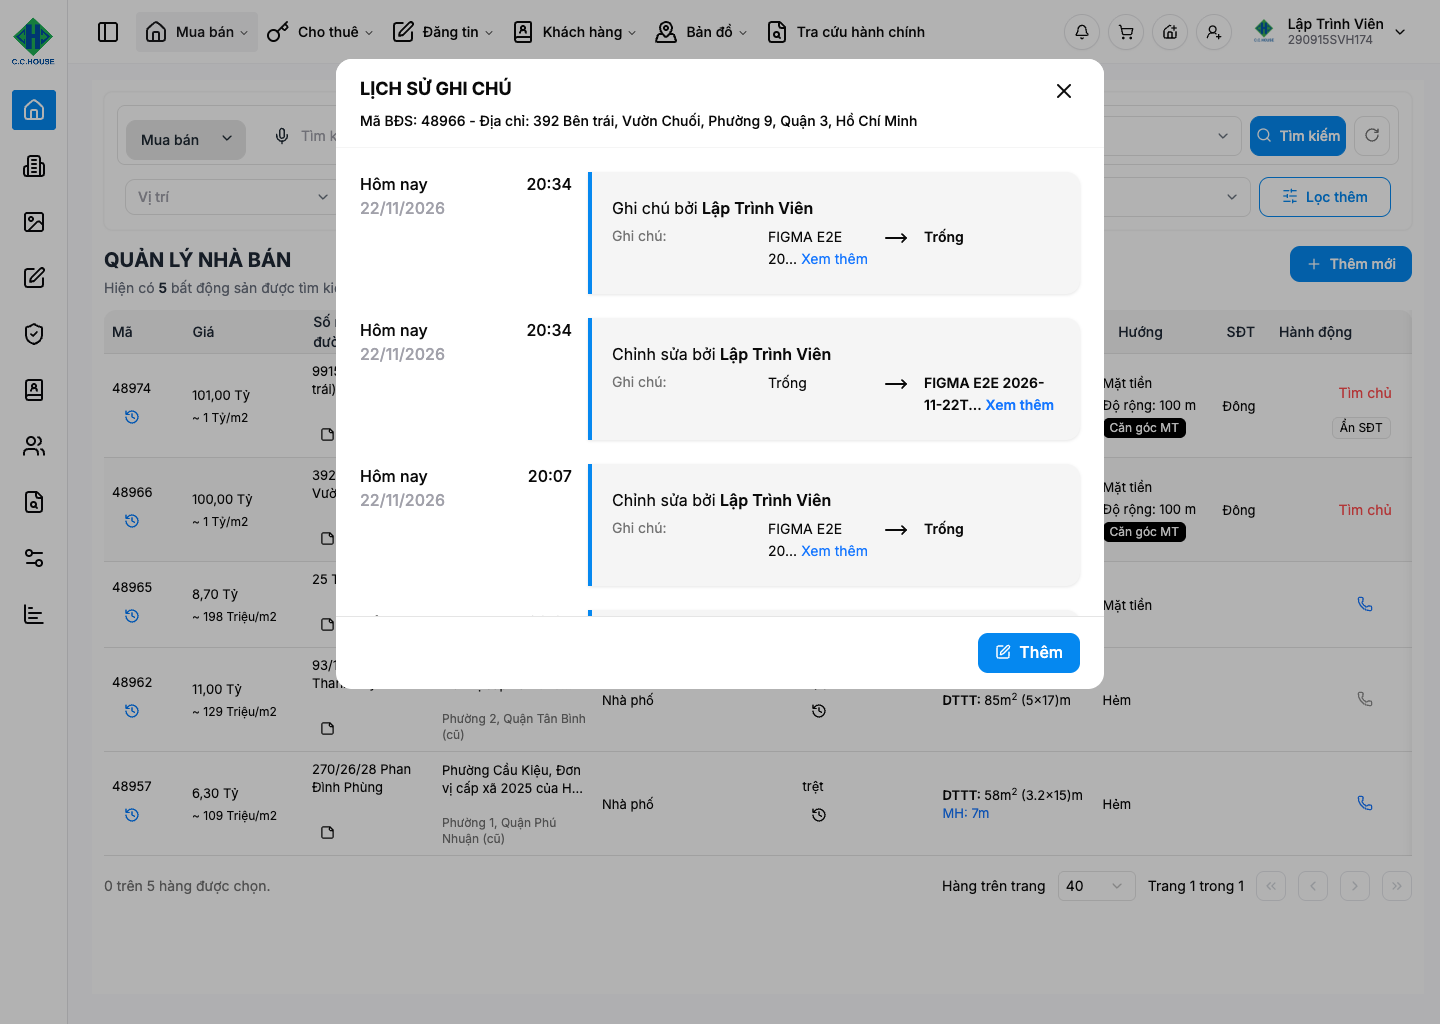 C.C.HOUSE
Mua bán
Cho thuê
Đăng tin
Khách hàng
Bản đồ
Tra cứu hành chính
Lập Trình Viên
290915SVH174
LỊCH SỬ GHI CHÚ
Mã BĐS: 48966 - Địa chỉ: 392 Bên trái, Vườn Chuối, Phường 9, Quận 3, Hồ Chí Minh
Mua bán
Tìm k
Tìm kiếm
Vị trí
Lọc thêm
Hôm nay
22/11/2026
20:34
Ghi chú bởi Lập Trình Viên
Ghi chú:
FIGMA E2E
20... Xem thêm
Trống
Hôm nay
22/11/2026
20:34
Chỉnh sửa bởi Lập Trình Viên
Ghi chú:
Trống
FIGMA E2E 2026-
11-22T... Xem thêm
Hôm nay
22/11/2026
20:07
Chỉnh sửa bởi Lập Trình Viên
Ghi chú:
FIGMA E2E
20... Xem thêm
Trống
Thêm
QUẢN LÝ NHÀ BÁN
Hiện có 5 bất động sản được tìm
Thêm mới
Mã
Giá
Số
Hướng
SĐT
Hành động
48974
101,00 Tỷ
~ 1 Tỷ/m2
9915
trái)
Mặt tiền
Độ rộng: 100 m
Căn góc MT
Đông
Tìm chủ
Ẩn SĐT
48966
100,00 Tỷ
~ 1 Tỷ/m2
392
Mặt tiền
Độ rộng: 100 m
Căn góc MT
Đông
Tìm chủ
48965
8,70 Tỷ
~ 198 Triệu/m2
25
Mặt tiền
48962
11,00 Tỷ
~ 129 Triệu/m2
Phường 2, Quận Tân Bình
(cũ)
Nhà phố
DTTT: 85m² (5x17)m
Hẻm
48957
6,30 Tỷ
~ 109 Triệu/m2
270/26/28 Phan
Đình Phùng
Phường Cầu Kiệu, Đơn
vị cấp xã 2025 của H...
Phường 1, Quận Phú
Nhuận (cũ)
Nhà phố
trệt
DTTT: 58m² (3.2x15)m
MH: 7m
Hẻm
0 trên 5 hàng được chọn.
Hàng trên trang
40
Trang 1 trong 1